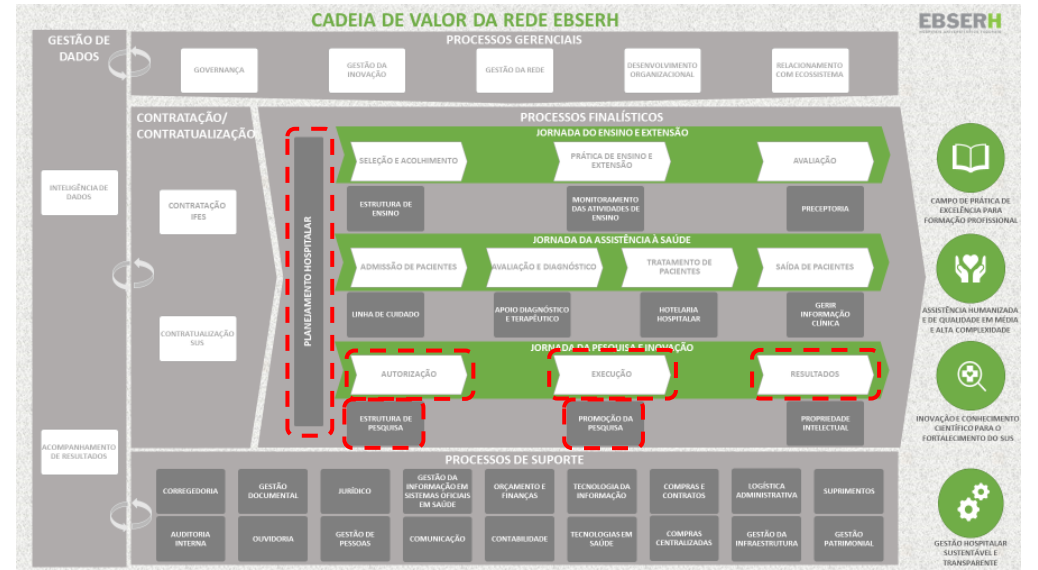 CADEIA DE VALOR DA REDE EBSERH
EBSERH
GESTÃO DE
DADOS
PROCESSOS GERENCIAIS
GOVERNANÇA
GESTÃO DA
INOVAÇÃO
GESTÃO DA REDE
DESENVOLVIMENTO
ORGANIZACIONAL
RELACIONAMENTO
COM ECOSSISTEMA
INTELIGÊNCIA DE
DADOS
ACOMPANHAMENTO
DE RESULTADOS
CONTRATAÇÃO/
CONTRATUALIZAÇÃO
CONTRATAÇÃO
IFES
CONTRATUALIZAÇÃO
SUS
PROCESSOS FINALÍSTICOS
PLANEJAMENTO HOSPITALAR
JORNADA DO ENSINO E EXTENSÃO
SELEÇÃO E ACOLHIMENTO
PRÁTICA DE ENSINO E
EXTENSÃO
AVALIAÇÃO
ESTRUTURA DE
ENSINO
MONITORAMENTO
DAS ATIVIDADES DE
ENSINO
PRECEPTORIA
JORNADA DA ASSISTÊNCIA À SAÚDE
ADMISSÃO DE PACIENTES
AVALIAÇÃO E DIAGNÓSTICO
TRATAMENTO DE
PACIENTES
SAÍDA DE PACIENTES
LINHA DE CUIDADO
APOIO DIAGNÓSTICO
E TERAPÊUTICO
HOTELARIA
HOSPITALAR
GERIR
INFORMAÇÃO
CLÍNICA
JORNADA DA PESQUISA E INOVAÇÃO
AUTORIZAÇÃO
EXECUÇÃO
RESULTADOS
ESTRUTURA DE
PESQUISA
PROMOÇÃO DA
PESQUISA
PROPRIEDADE
INTELECTUAL
CAMPO DE PRÁTICA DE
EXCELÊNCIA PARA
FORMAÇÃO PROFISSIONAL
ASSISTÊNCIA HUMANIZADA
E DE QUALIDADE EM MÉDIA
E ALTA COMPLEXIDADE
INOVAÇÃO E CONHECIMENTO
CIENTÍFICO PARA O
FORTALECIMENTO DO SUS
GESTÃO HOSPITALAR
SUSTENTÁVEL E
TRANSPARENTE
PROCESSOS DE SUPORTE
CORREGEDORIA
GESTÃO
DOCUMENTAL
JURÍDICO
GESTÃO DA
INFORMAÇÃO EM
SISTEMAS OFICIAIS
EM SAÚDE
ORÇAMENTO E
FINANÇAS
TECNOLOGIA DA
INFORMAÇÃO
COMPRAS E
CONTRATOS
LOGÍSTICA
ADMINISTRATIVA
SUPRIMENTOS
AUDITORIA
INTERNA
OUVIDORIA
GESTÃO DE
PESSOAS
COMUNICAÇÃO
CONTABILIDADE
TECNOLOGIAS EM
SAÚDE
COMPRAS
CENTRALIZADAS
GESTÃO DA
INFRAESTRUTURA
GESTÃO
PATRIMONIAL